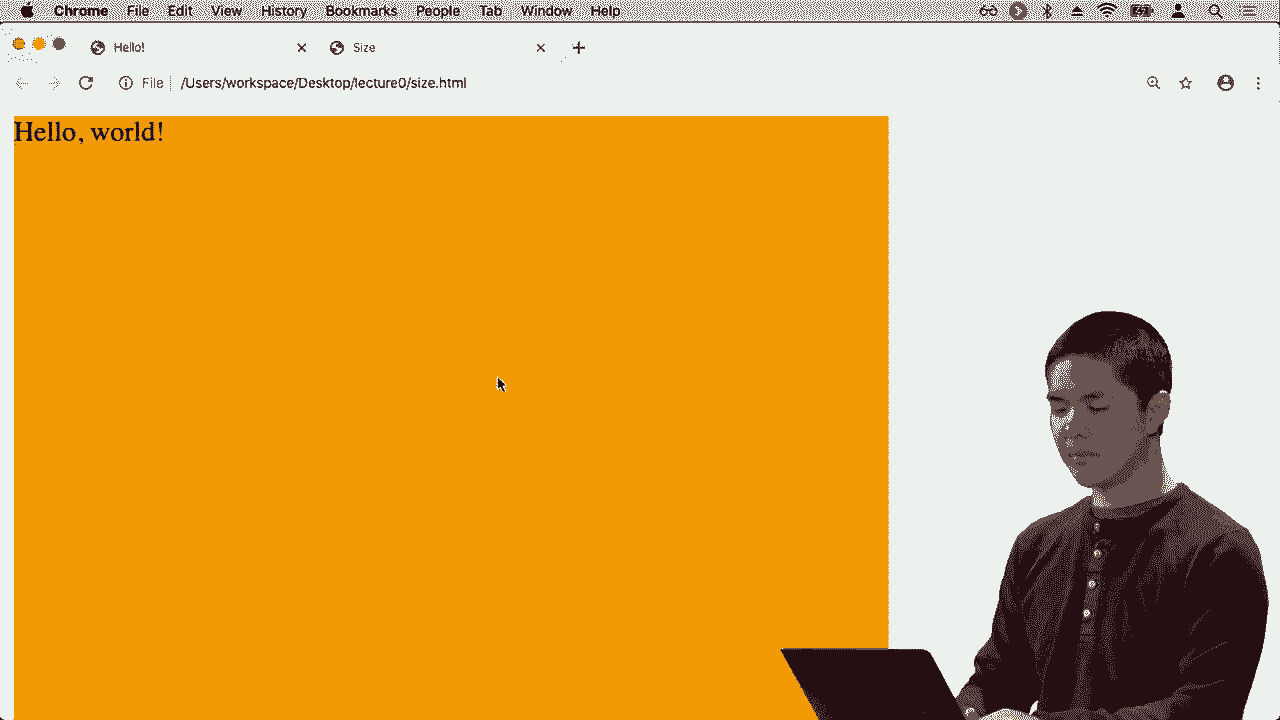 Chrome File Edit View History Bookmarks People Tab Window Help
Hello! Size
File /Users/workspace/Desktop/lecture0/size.html
Hello, world!